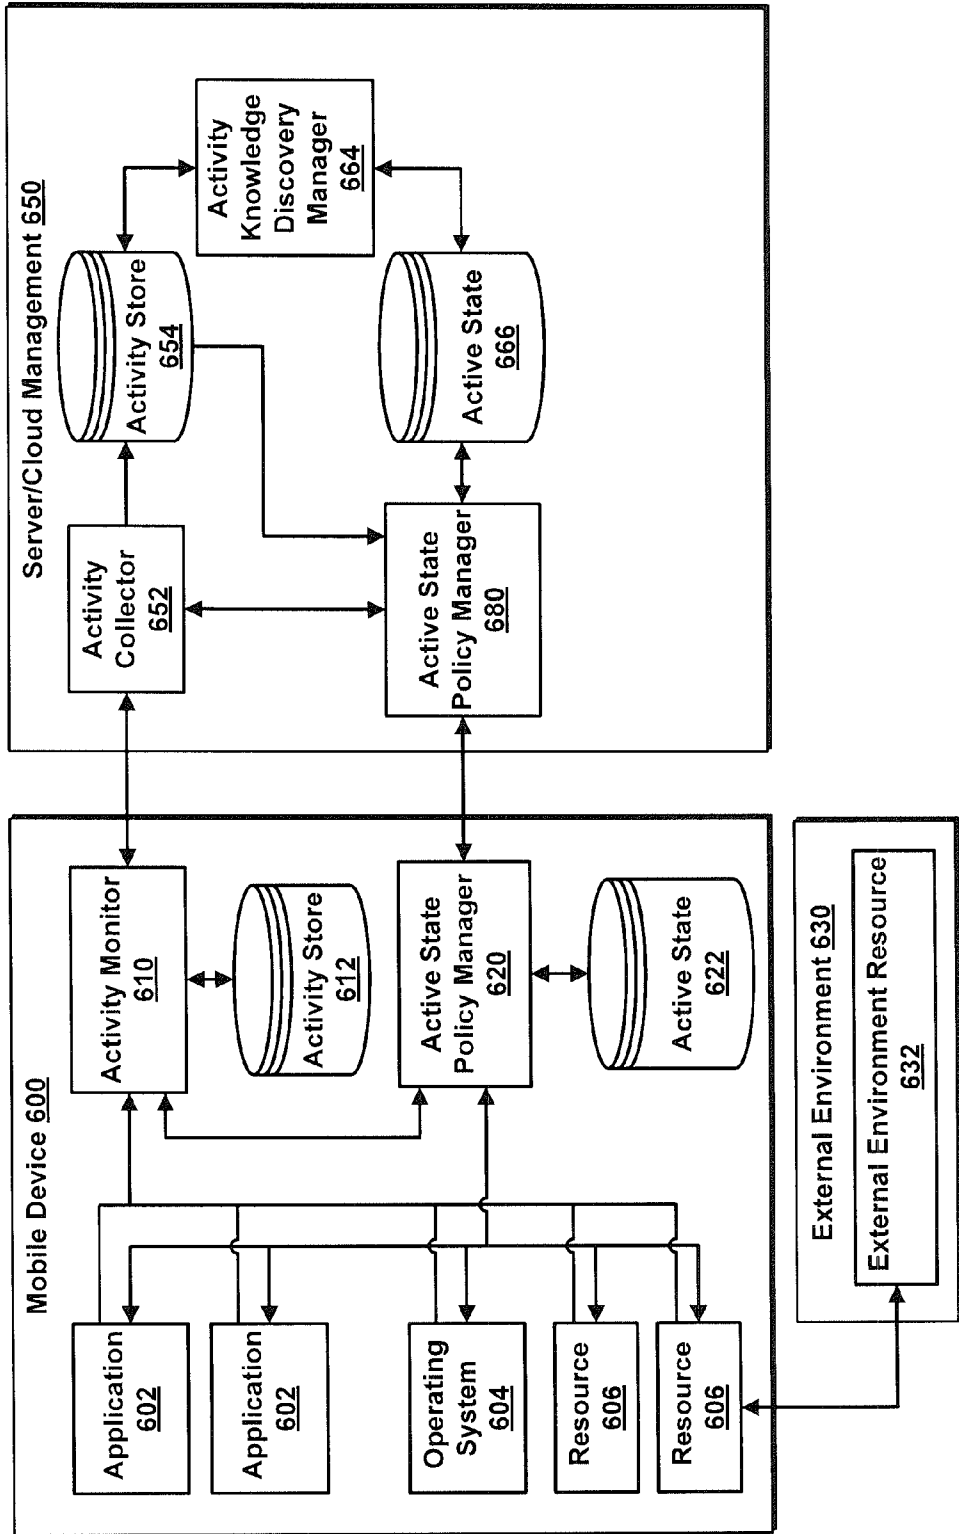 Mobile Device 600
Application
602
Application
602
Operating
System
604
Resource
606
Resource
606
Activity Monitor
610
Activity Store
612
Active State
Policy Manager
620
Active State
622
External Environment 630
External Environment Resource
632
Server/Cloud Management 650
Activity
Collector
652
Activity Store
654
Activity
Knowledge
Discovery
Manager
664
Active State
Policy Manager
680
Active State
666